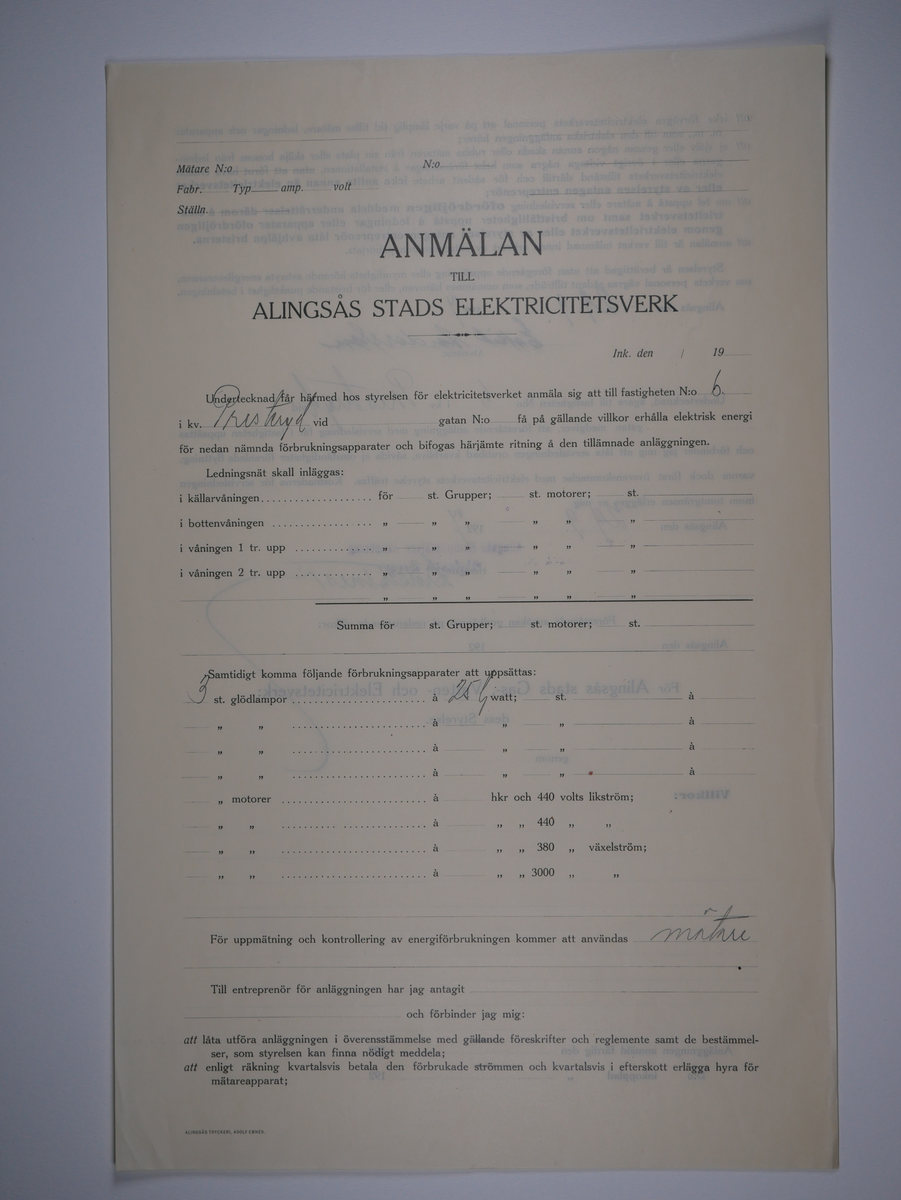 Mätare N:o N:o
Fabr. Typ amp. volt
Ställn.
ANMÄLAN
TILL
ALINGSÅS STADS ELEKTRICITETSVERK
Ink. den / 19
Undertecknad får härmed hos styrelsen för elektricitetsverket anmäla sig att till fastigheten N:o 6.
i kv. Prestryd vid gatan N:o få på gällande villkor erhålla elektrisk energi
för nedan nämnda förbrukningsapparater och bifogas härjämte ritning å den tillämnade anläggningen.
Ledningsnät skall inläggas:
i källarvåningen .................... för st. Grupper; st. motorer; st.
i bottenvåningen .................. „ „ „ „ „ „
i våningen 1 tr. upp .............. „ „ „ „ „ „
i våningen 2 tr. upp .............. „ „ „ „ „ „
„ „ „ „ „ „
Summa för st. Grupper; st. motorer; st.
Samtidigt komma följande förbrukningsapparater att uppsättas:
3 st. glödlampor ........................ à 25 watt; st. à
„ „ ........................ à „ „ à
„ „ ........................ à „ „ à
„ „ ........................ à „ „ à
„ motorer .......................... à hkr och 440 volts likström;
„ „ .......................... à „ „ 440 „ „
„ „ .......................... à „ „ 380 „ växelström;
„ „ .......................... à „ „ 3000 „ „
För uppmätning och kontrollering av energiförbrukningen kommer att användas mätare
Till entreprenör för anläggningen har jag antagit
och förbinder jag mig:
att låta utföra anläggningen i överensstämmelse med gällande föreskrifter och reglemente samt de bestämmel-
ser, som styrelsen kan finna nödigt meddela;
att enligt räkning kvartalsvis betala den förbrukade strömmen och kvartalsvis i efterskott erlägga hyra för
mätareapparat;
ALINGSÅS TRYCKERI, ADOLF EBNER.